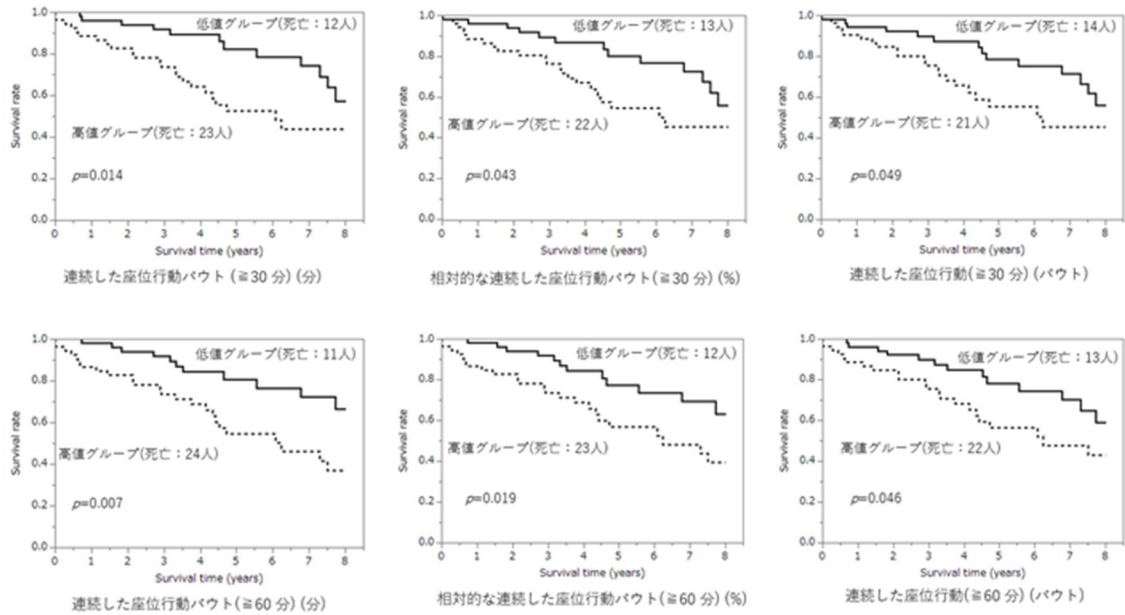 1.0
0.8
0.6
0.4
0.2
0.0
Survival rate
低値グループ(死亡：12人)
高値グループ(死亡：23人)
p=0.014
0 1 2 3 4 5 6 7 8
Survival time (years)
連続した座位行動バウト(≧30 分) (分)
1.0
0.8
0.6
0.4
0.2
0.0
Survival rate
低値グループ(死亡：13人)
高値グループ(死亡：22人)
p=0.043
0 1 2 3 4 5 6 7 8
Survival time (years)
相対的な連続した座位行動バウト(≧30 分) (%)
1.0
0.8
0.6
0.4
0.2
0.0
Survival rate
低値グループ(死亡：14人)
高値グループ(死亡：21人)
p=0.049
0 1 2 3 4 5 6 7 8
Survival time (years)
連続した座位行動(≧30 分) (バウト)
1.0
0.8
0.6
0.4
0.2
0.0
Survival rate
低値グループ(死亡：11人)
高値グループ(死亡：24人)
p=0.007
0 1 2 3 4 5 6 7 8
Survival time (years)
連続した座位行動バウト(≧60 分) (分)
1.0
0.8
0.6
0.4
0.2
0.0
Survival rate
低値グループ(死亡：12人)
高値グループ(死亡：23人)
p=0.019
0 1 2 3 4 5 6 7 8
Survival time (years)
相対的な連続した座位行動バウト(≧60 分) (%)
1.0
0.8
0.6
0.4
0.2
0.0
Survival rate
低値グループ(死亡：13人)
高値グループ(死亡：22人)
p=0.046
0 1 2 3 4 5 6 7 8
Survival time (years)
連続した座位行動(≧60 分) (バウト)